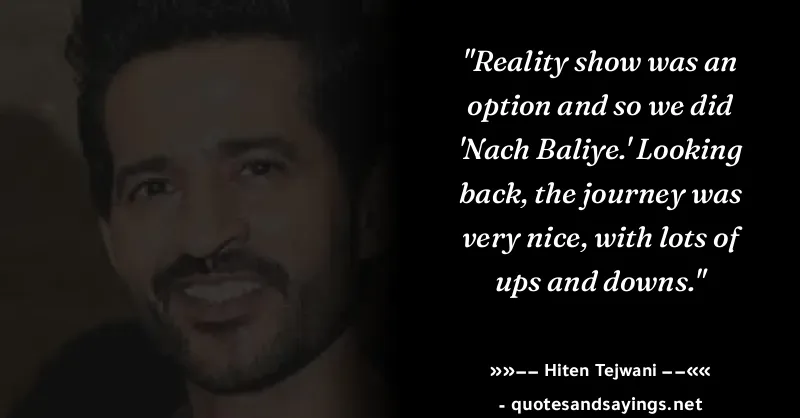 "Reality show was an
option and so we did
'Nach Baliye.' Looking
back, the journey was
very nice, with lots of
ups and downs."
»»–– Hiten Tejwani ––««
- quotesandsayings.net